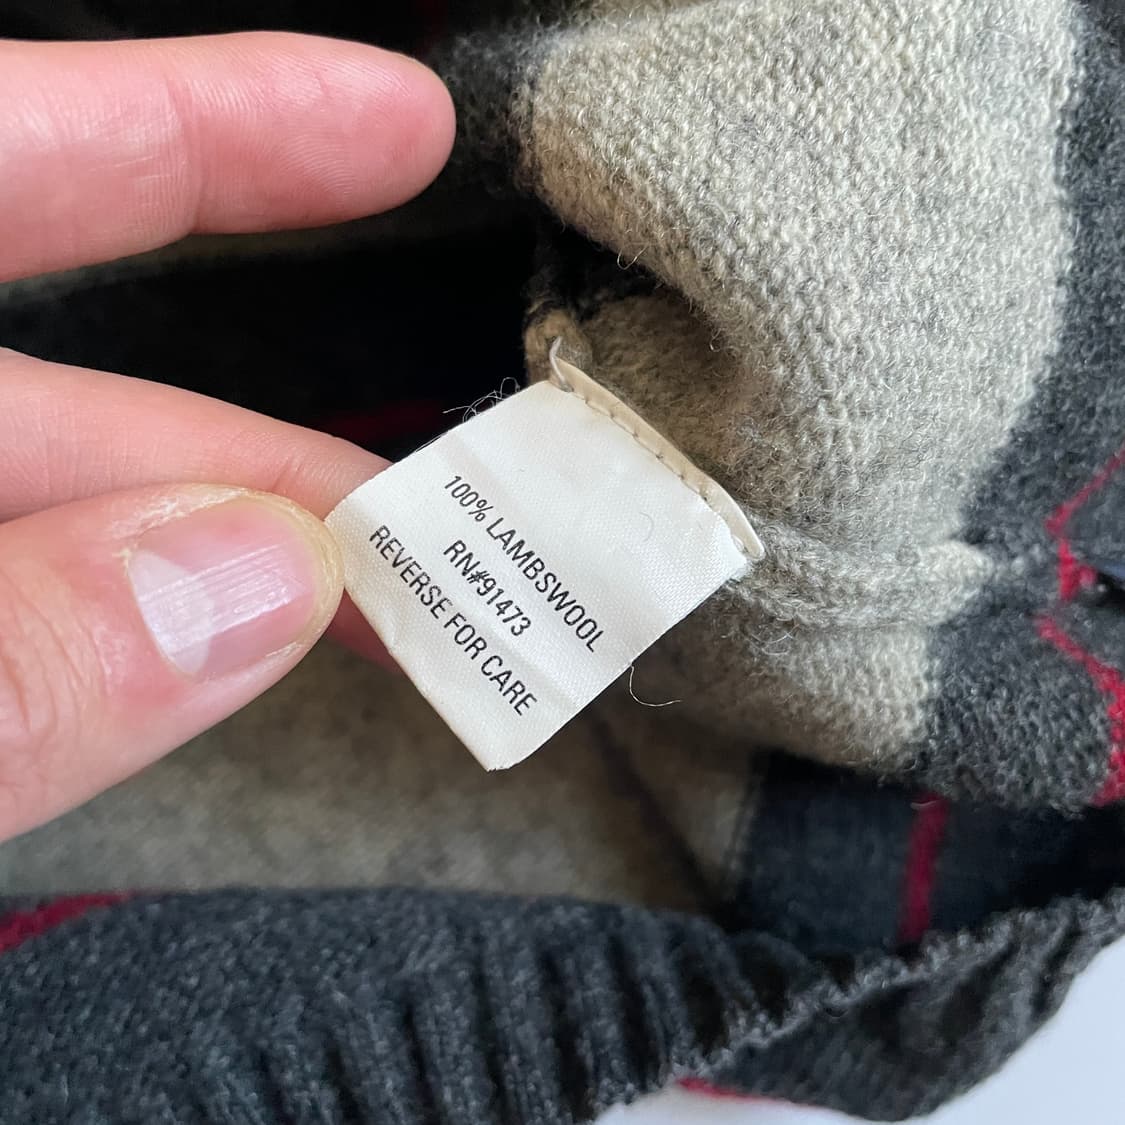 100% LAMBSWOOL
RN#91473
REVERSE FOR CARE